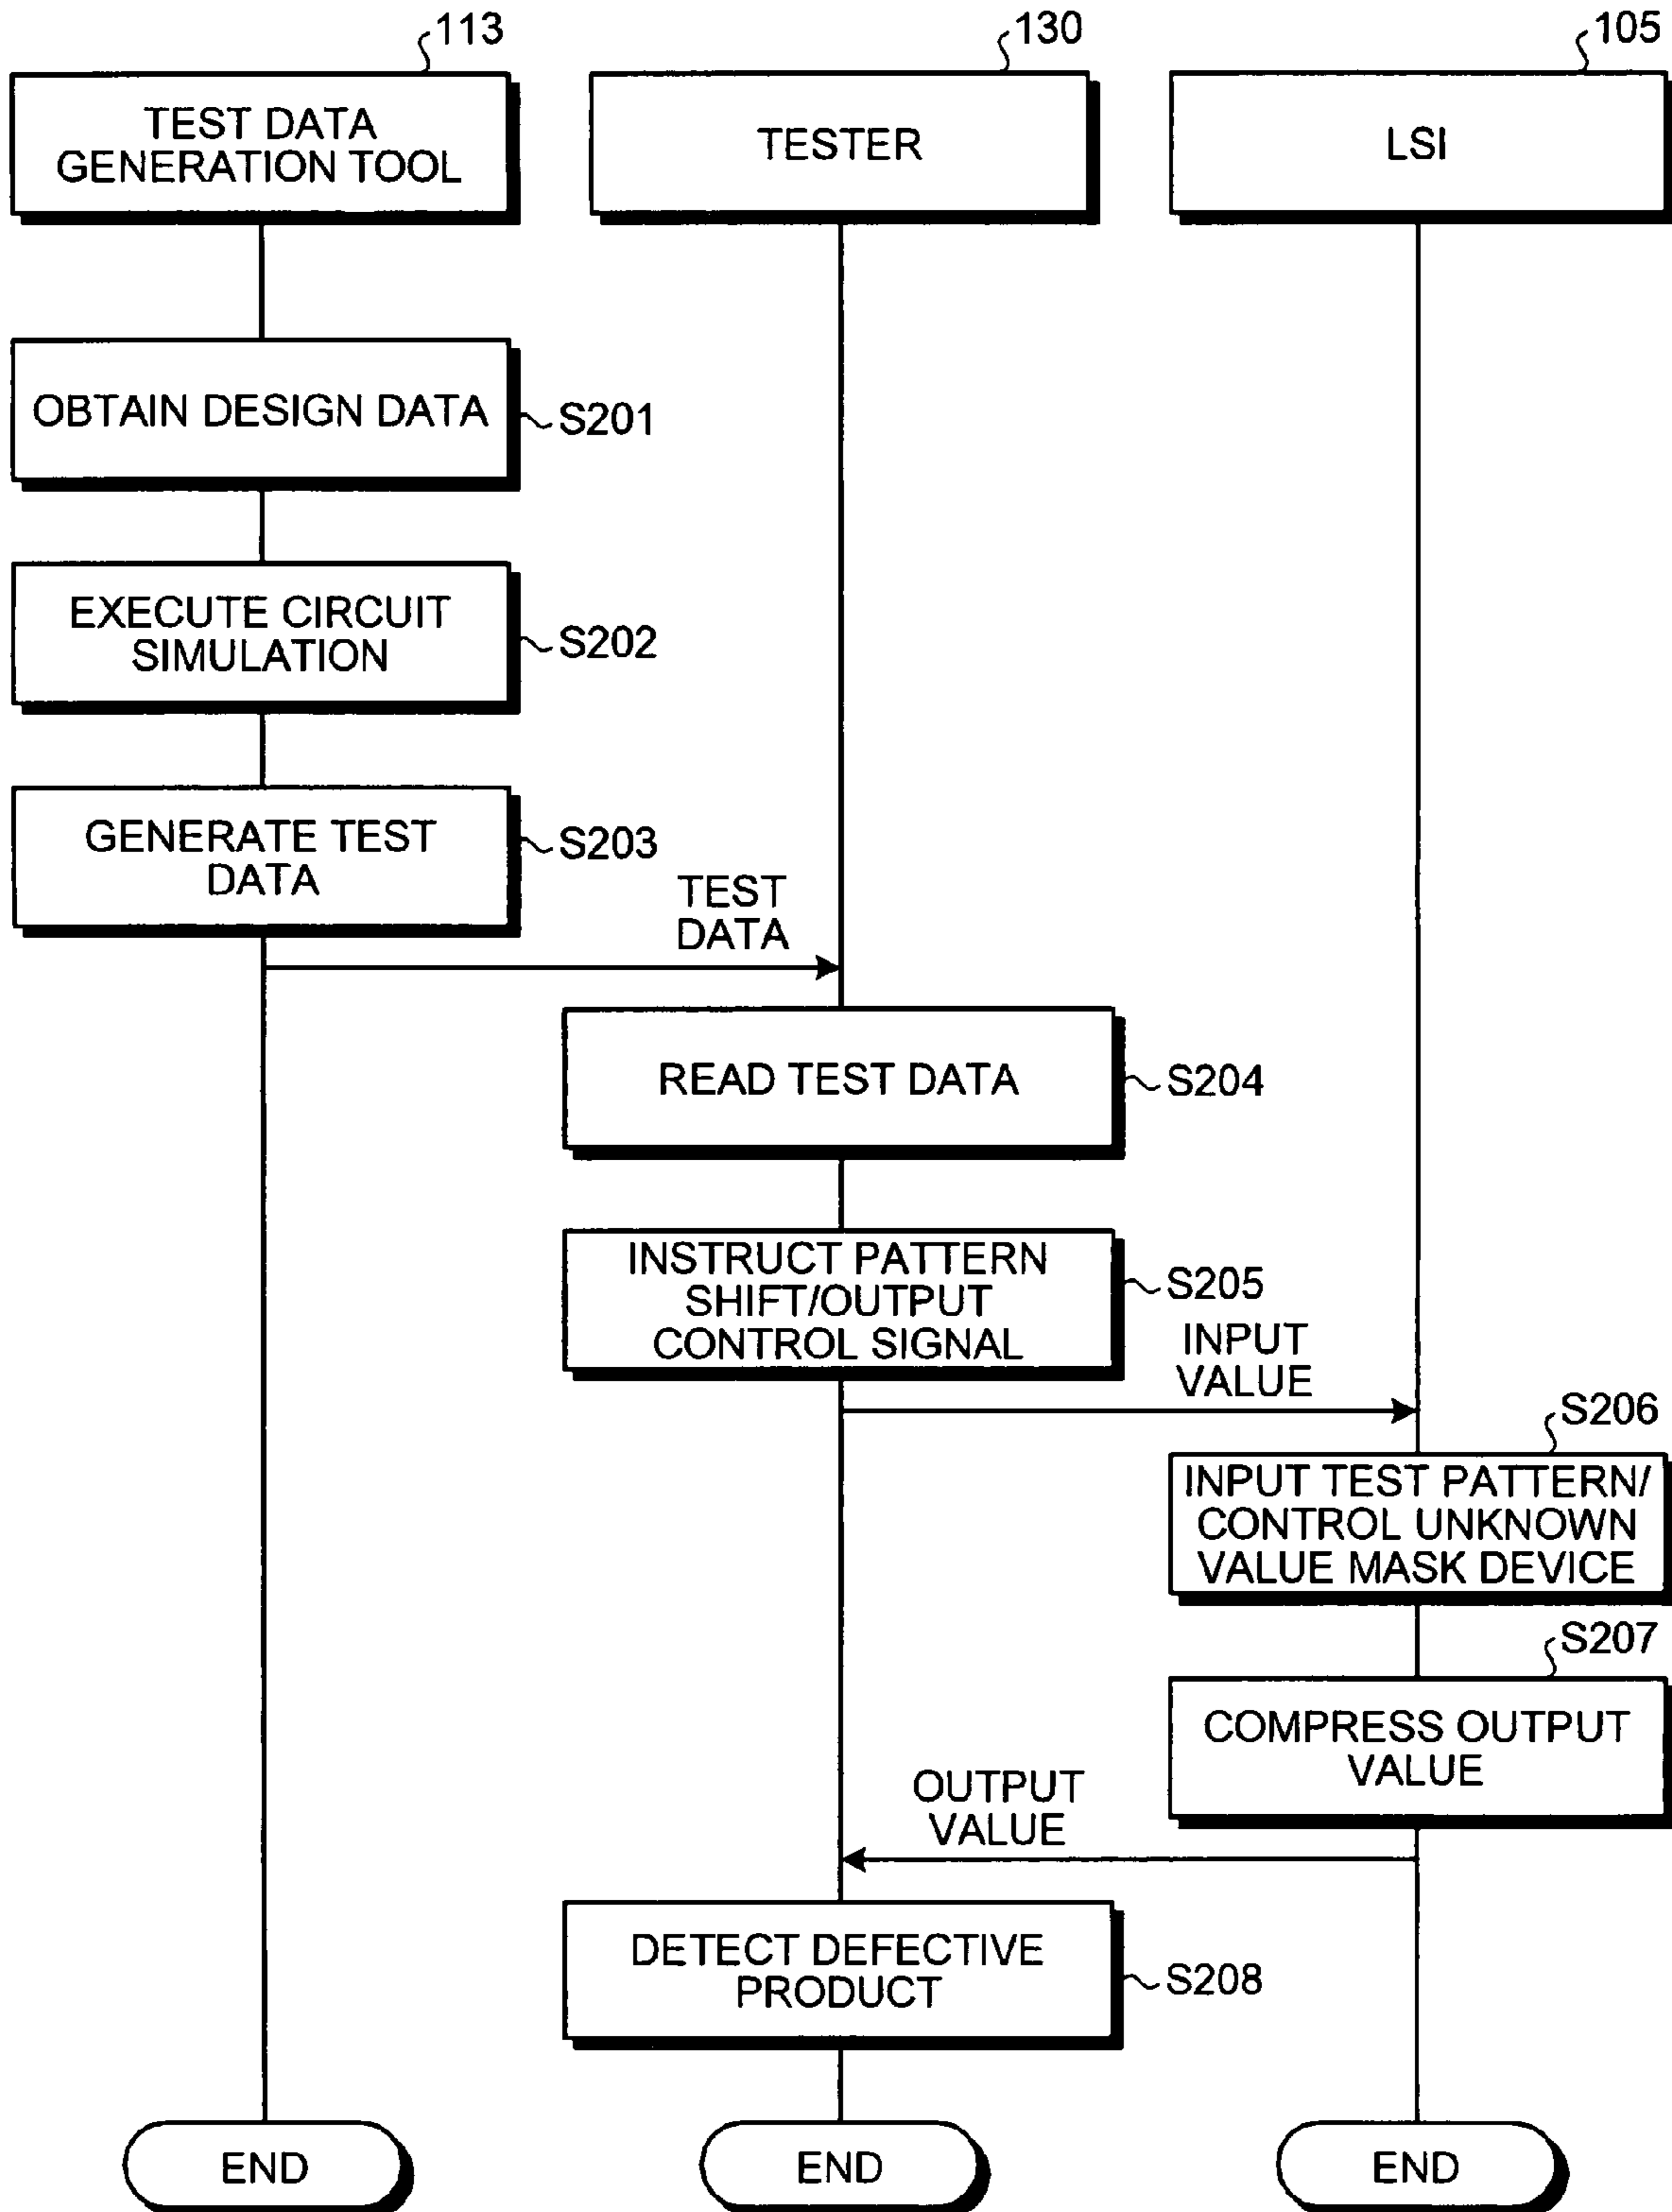 113
130
105
TEST DATA
GENERATION TOOL
TESTER
LSI
OBTAIN DESIGN DATA
S201
EXECUTE CIRCUIT
SIMULATION
S202
GENERATE TEST
DATA
S203
TEST
DATA
READ TEST DATA
S204
INSTRUCT PATTERN
SHIFT/OUTPUT
CONTROL SIGNAL
S205
INPUT
VALUE
S206
INPUT TEST PATTERN/
CONTROL UNKNOWN
VALUE MASK DEVICE
S207
COMPRESS OUTPUT
VALUE
OUTPUT
VALUE
DETECT DEFECTIVE
PRODUCT
S208
END
END
END